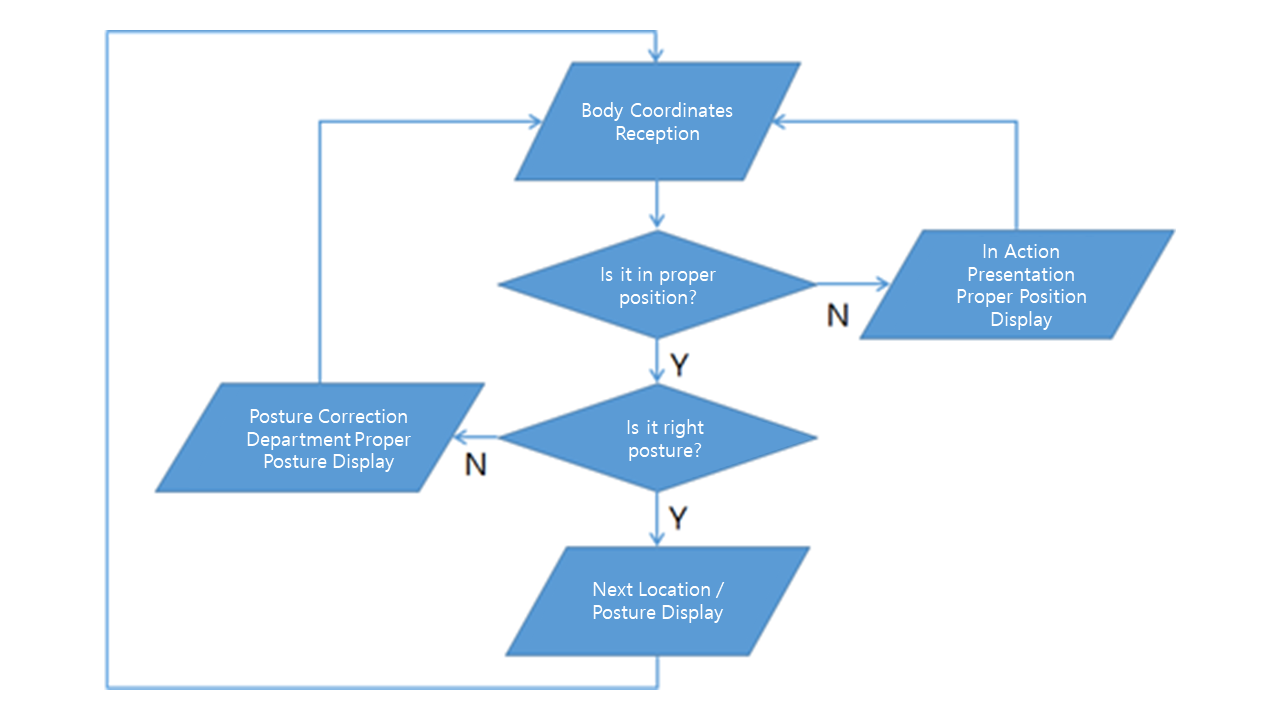 Body Coordinates
Reception
Is it in proper
position?
N
In Action
Presentation
Proper Position
Display
Y
Posture Correction
Department Proper
Posture Display
N
Is it right
posture?
Y
Next Location /
Posture Display